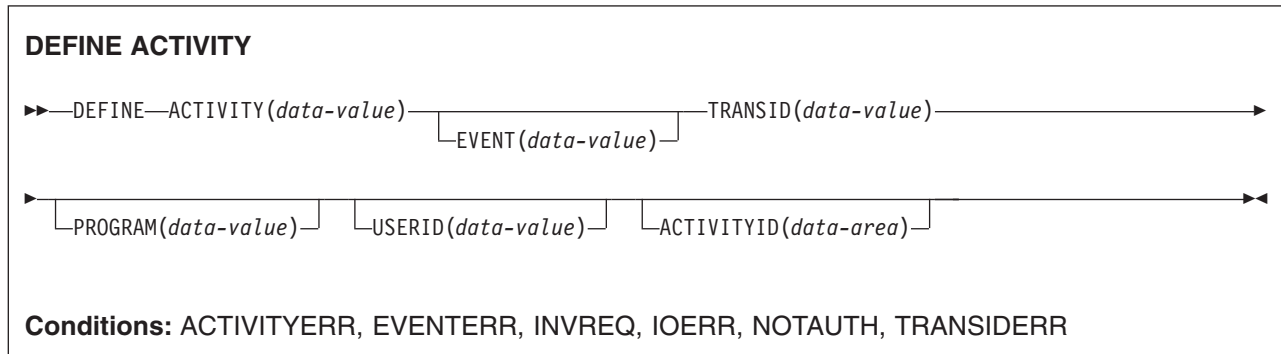 DEFINE ACTIVITY
DEFINE ACTIVITY(data-value) TRANSID(data-value)
EVENT(data-value)
PROGRAM(data-value) USERID(data-value) ACTIVITYID(data-area)
Conditions: ACTIVITYERR, EVENTERR, INVREQ, IOERR, NOTAUTH, TRANSIDERR